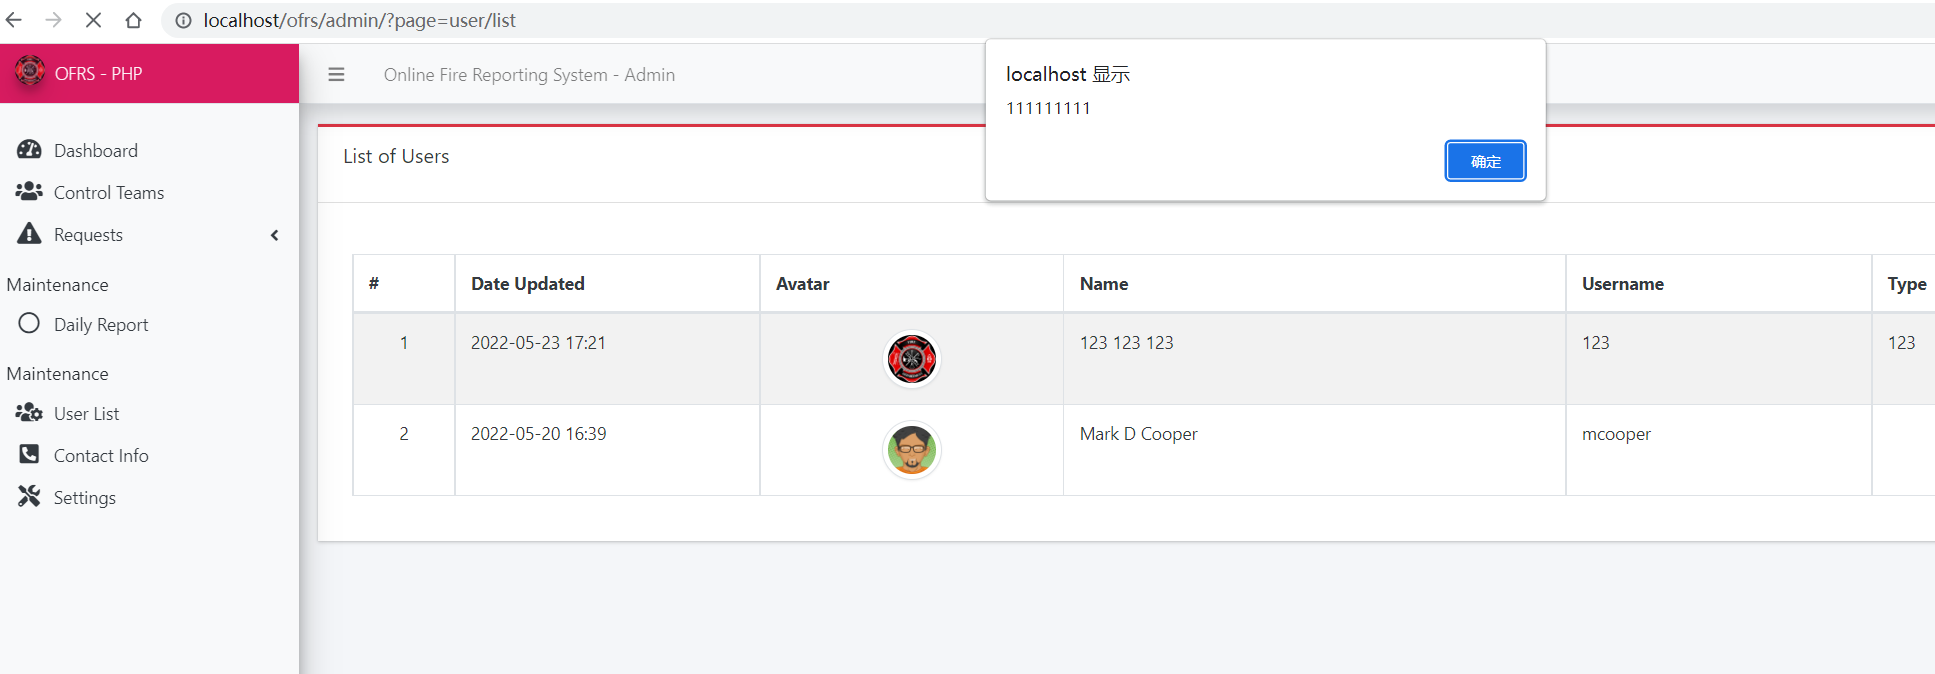 localhost/ofrs/admin/?page=user/list
OFRS - PHP
Online Fire Reporting System - Admin
localhost 显示
111111111
确定
Dashboard
Control Teams
Requests
Maintenance
Daily Report
Maintenance
User List
Contact Info
Settings
List of Users
# Date Updated Avatar Name Username Type
1 2022-05-23 17:21 123 123 123 123 123
2 2022-05-20 16:39 Mark D Cooper mcooper